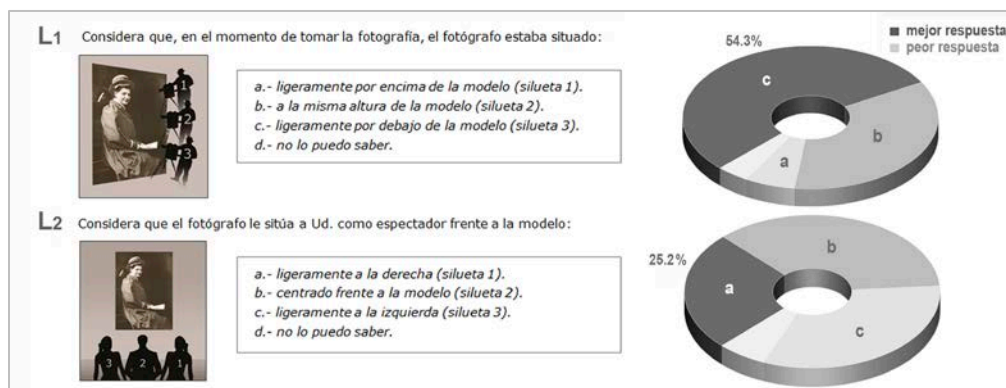 L1 Considera que, en el momento de tomar la fotografía, el fotógrafo estaba situado:
1
2
3
a.- ligeramente por encima de la modelo (silueta 1).
b.- a la misma altura de la modelo (silueta 2).
c.- ligeramente por debajo de la modelo (silueta 3).
d.- no lo puedo saber.
54.3%
mejor respuesta
peor respuesta
c
b
a
L2 Considera que el fotógrafo le sitúa a Ud. como espectador frente a la modelo:
3 2 1
a.- ligeramente a la derecha (silueta 1).
b.- centrado frente a la modelo (silueta 2).
c.- ligeramente a la izquierda (silueta 3).
d.- no lo puedo saber.
25.2%
b
a
c